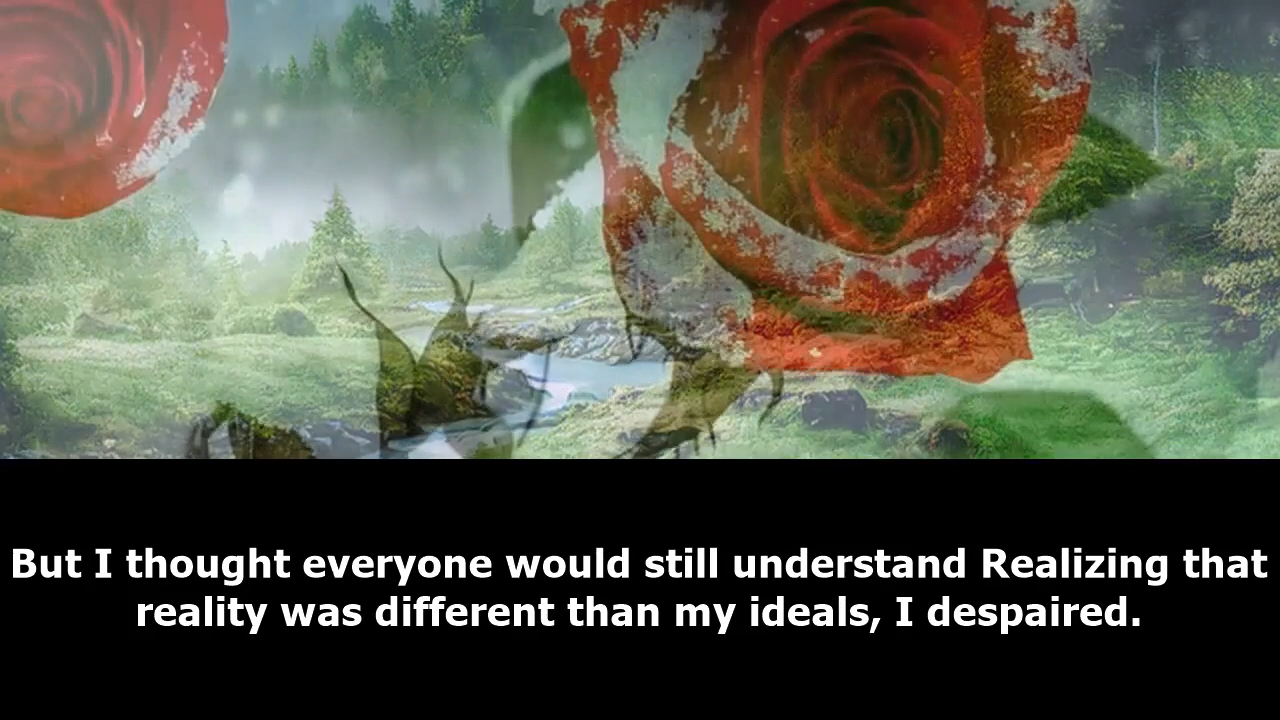 But I thought everyone would still understand Realizing that
reality was different than my ideals, I despaired.